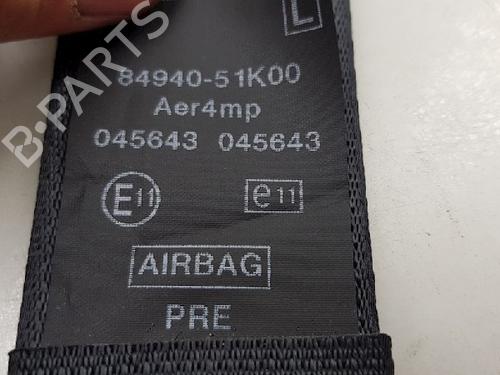 L
84940-51K00
Aer4mp
045643 045643
E11 e11
AIRBAG
PRE
B-PARTS